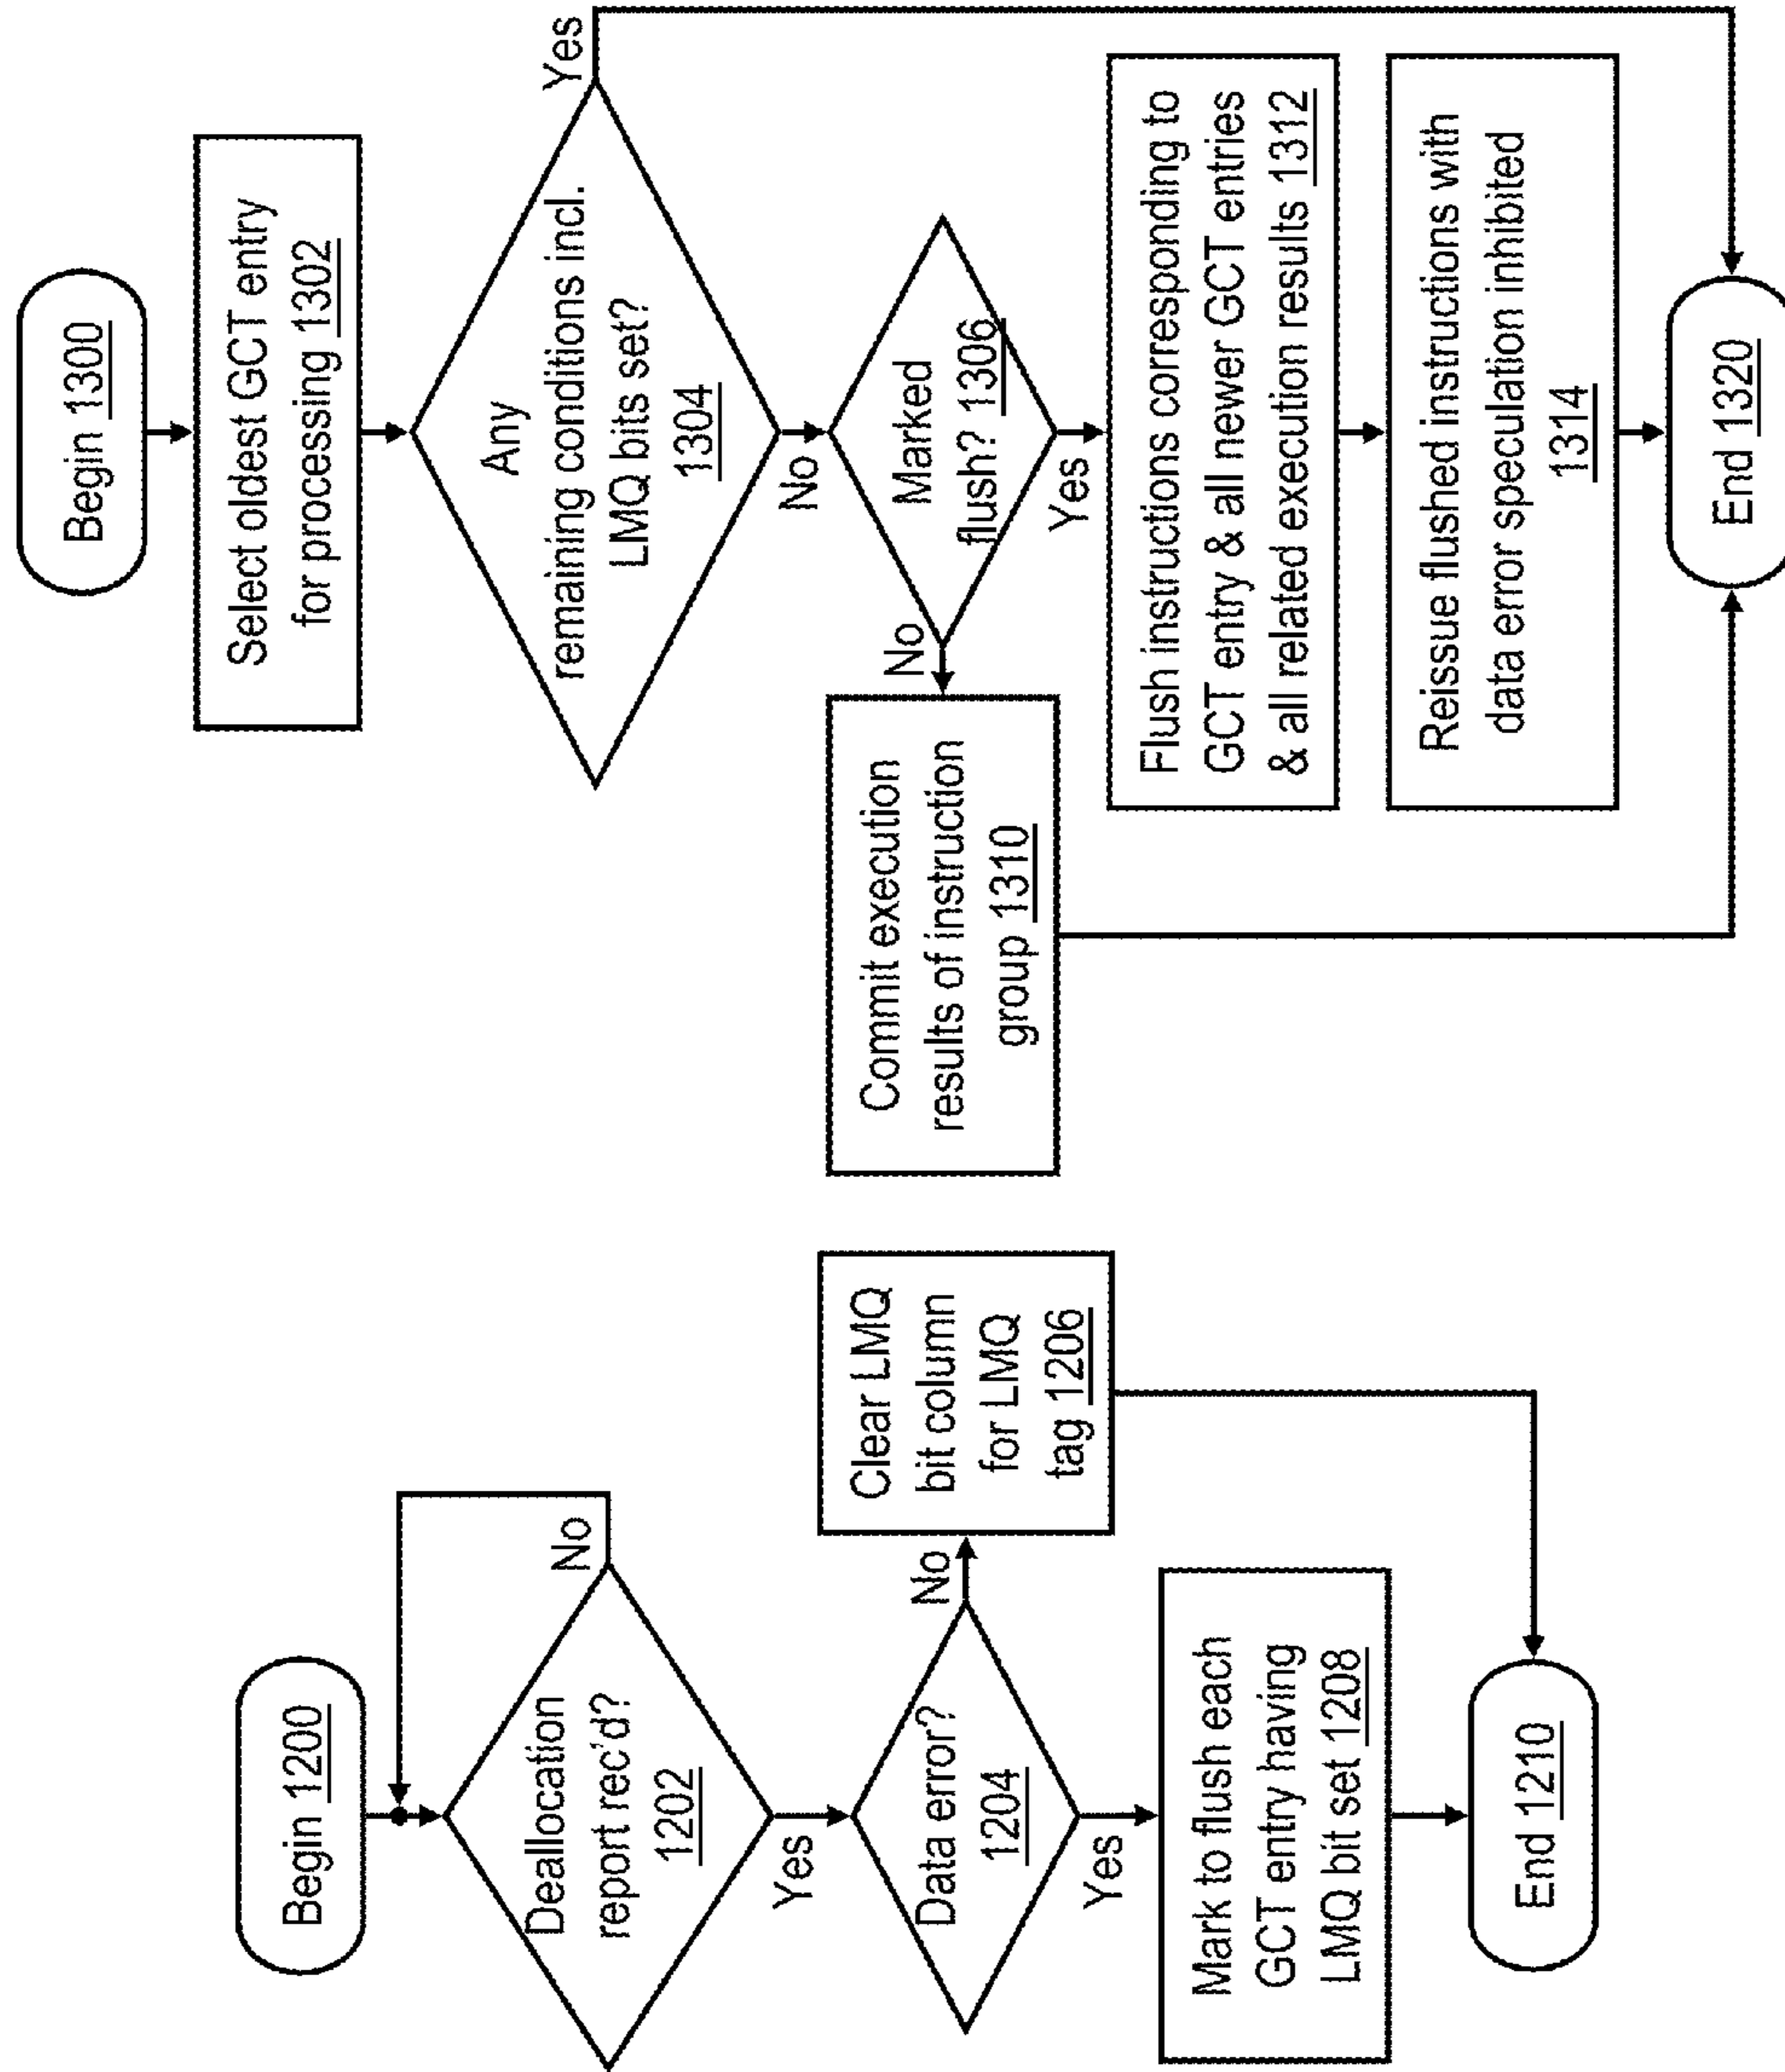 Begin 1200
Deallocation
report rec'd?
1202
No
Yes
Data error?
1204
No
Yes
Clear LMQ
bit column
for LMQ
tag 1206
Mark to flush each
GCT entry having
LMQ bit set 1208
End 1210
Begin 1300
Select oldest GCT entry
for processing 1302
Any
remaining conditions incl.
LMQ bits set?
1304
Yes
No
Marked
flush? 1306
No
Yes
Commit execution
results of instruction
group 1310
Flush instructions corresponding to
GCT entry & all newer GCT entries
& all related execution results 1312
Reissue flushed instructions with
data error speculation inhibited
1314
End 1320